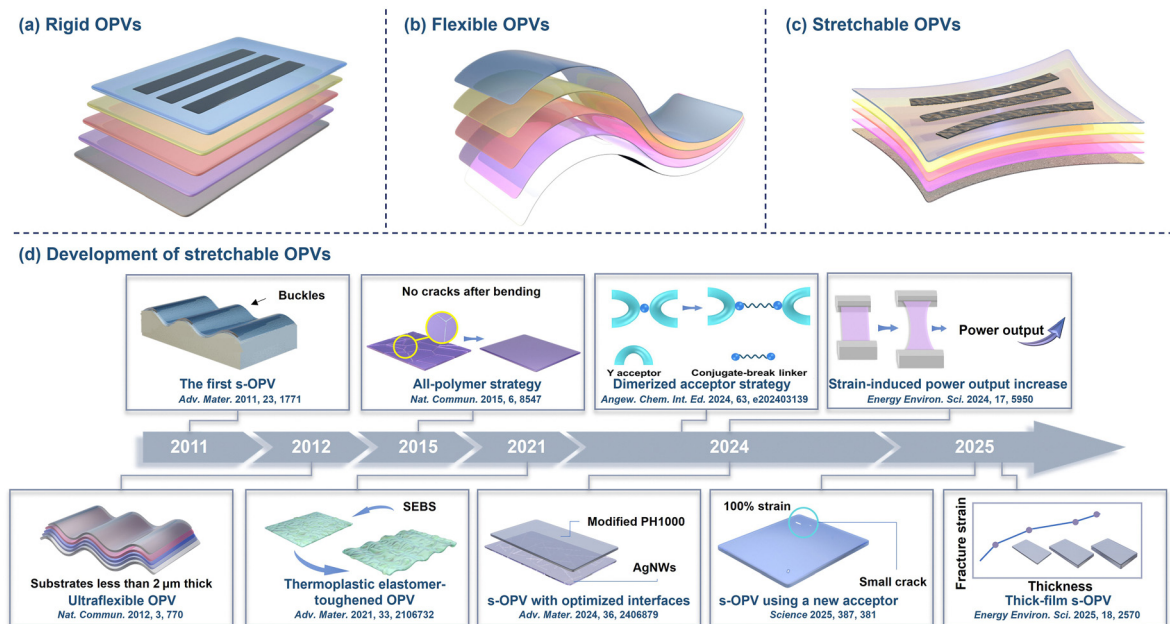 (a) Rigid OPVs
(b) Flexible OPVs
(c) Stretchable OPVs
(d) Development of stretchable OPVs
Buckles
The first s-OPV
Adv. Mater. 2011, 23, 1771
No cracks after bending
All-polymer strategy
Nat. Commun. 2015, 6, 8547
Y acceptor
Conjugate-break linker
Dimerized acceptor strategy
Angew. Chem. Int. Ed. 2024, 63, e202403139
Power output
Strain-induced power output increase
Energy Environ. Sci. 2024, 17, 5950
2011
2012
2015
2021
2024
2025
Substrates less than 2 μm thick
Ultraflexible OPV
Nat. Commun. 2012, 3, 770
SEBS
Thermoplastic elastomer-
toughened OPV
Adv. Mater. 2021, 33, 2106732
Modified PH1000
AgNWs
s-OPV with optimized interfaces
Adv. Mater. 2024, 36, 2406879
100% strain
Small crack
s-OPV using a new acceptor
Science 2025, 387, 381
Fracture strain
Thickness
Thick-film s-OPV
Energy Environ. Sci. 2025, 18, 2570